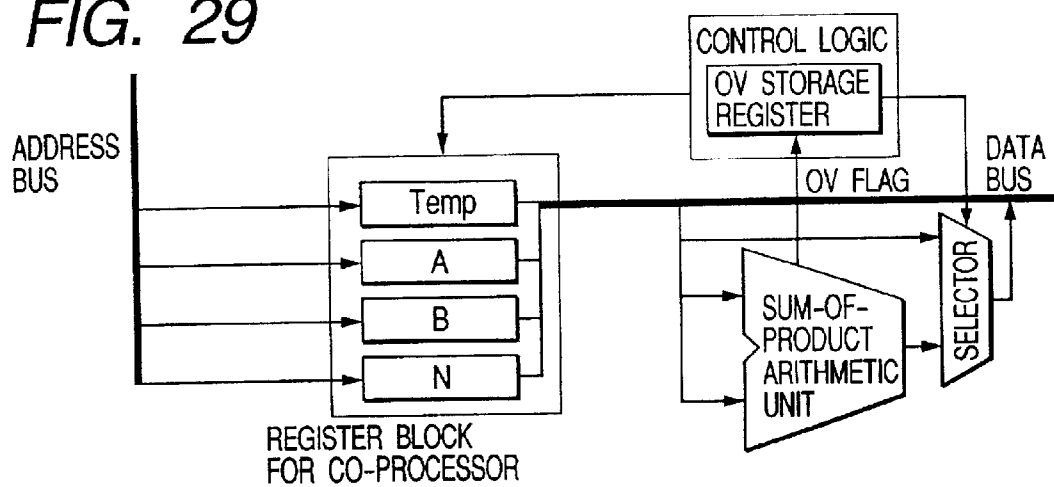 FIG. 29
CONTROL LOGIC
OV STORAGE
REGISTER
ADDRESS
BUS
DATA
BUS
OV FLAG
Temp
A
B
N
SUM-OF-
PRODUCT
ARITHMETIC
UNIT
SELECTOR
REGISTER BLOCK
FOR CO-PROCESSOR